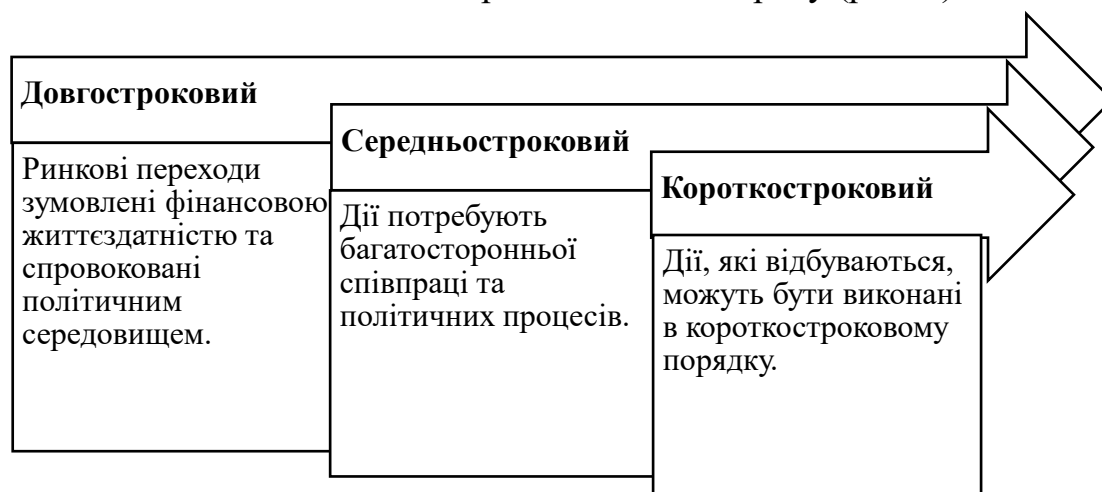 Довгостроковий
Ринкові переходи
зумовлені фінансовою
життєздатністю та
спровоковані
політичним
середовищем.
Середньостроковий
Дії потребують
багатосторонньої
співпраці та
політичних процесів.
Короткостроковий
Дії, які відбуваються,
можуть бути виконані
в короткостроковому
порядку.